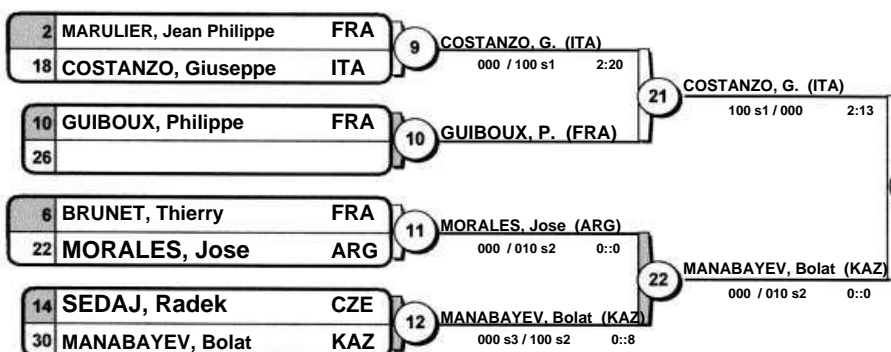 2 MARULIER, Jean Philippe FRA
18 COSTANZO, Giuseppe ITA
9
COSTANZO, G. (ITA)
000 / 100 s1 2:20
10 GUIBOUX, Philippe FRA
26
10
GUIBOUX, P. (FRA)
21
COSTANZO, G. (ITA)
100 s1 / 000 2:13
6 BRUNET, Thierry FRA
22 MORALES, Jose ARG
11
MORALES, Jose (ARG)
000 / 010 s2 0::0
14 SEDAJ, Radek CZE
30 MANABAYEV, Bolat KAZ
12
MANABAYEV, Bolat (KAZ)
000 s3 / 100 s2 0::8
22
MANABAYEV, Bolat (KAZ)
000 / 010 s2 0::0